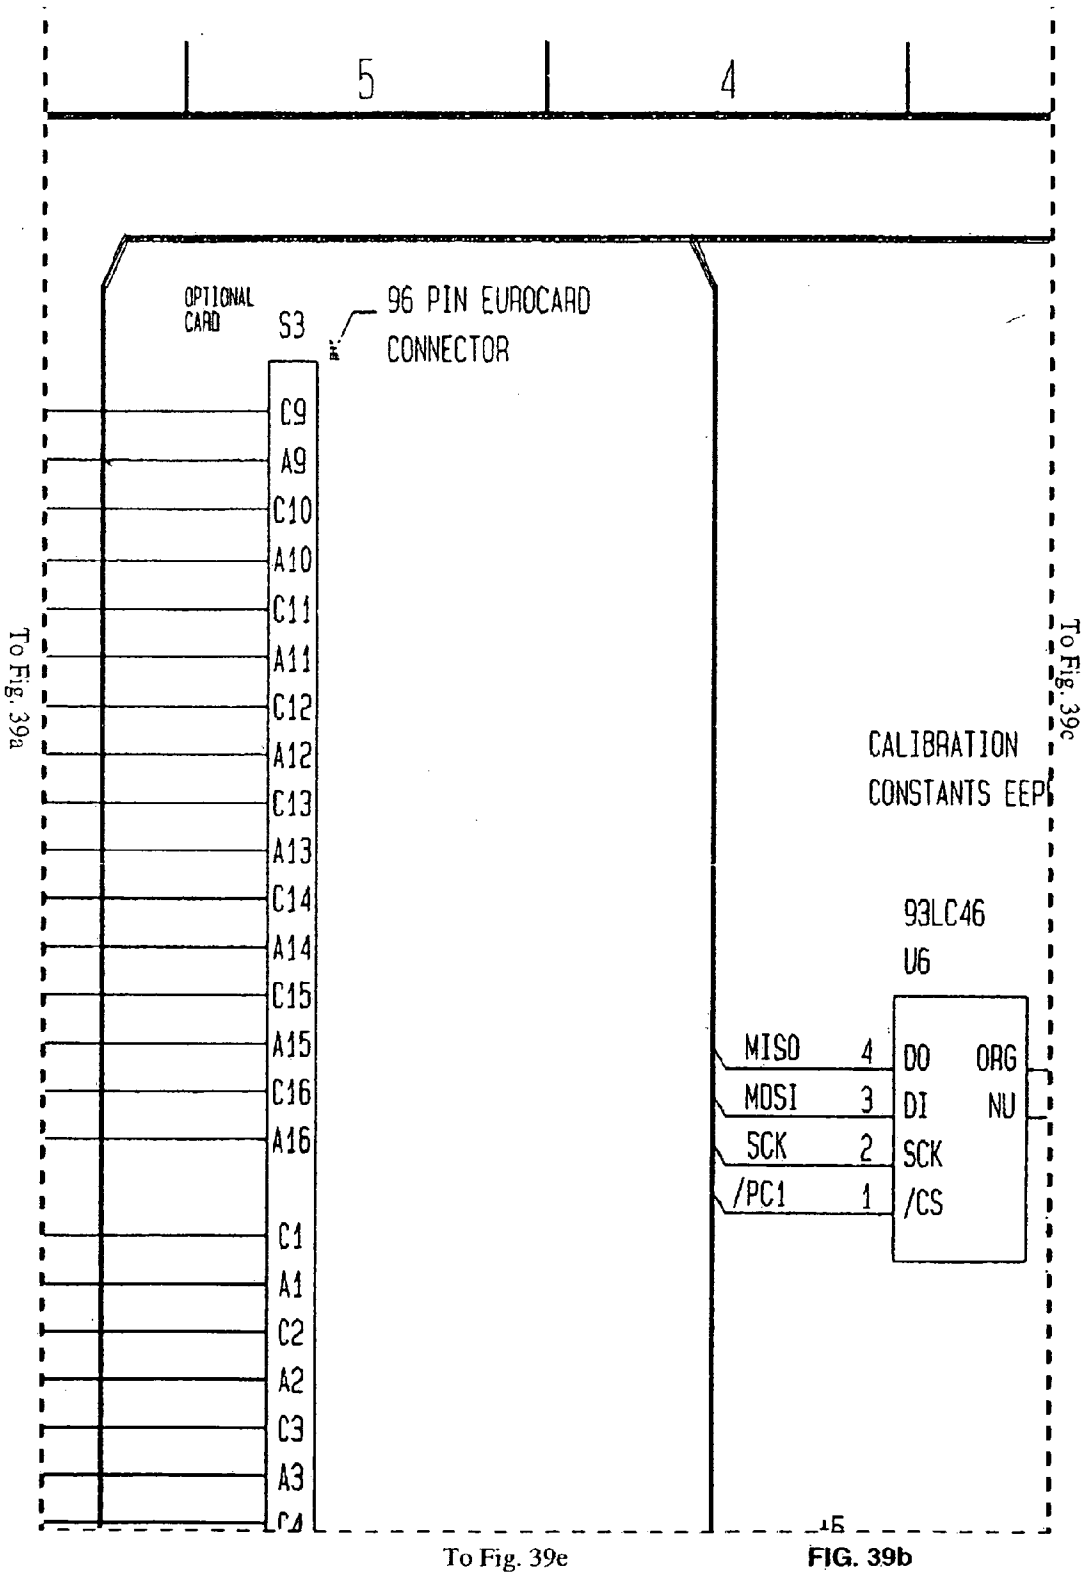 5
4
OPTIONAL
CARD
S3
96 PIN EUROCARD
CONNECTOR
C9
A9
C10
A10
C11
A11
C12
A12
C13
A13
C14
A14
C15
A15
C16
A16
C1
A1
C2
A2
C3
A3
C4
To Fig. 39a
To Fig. 39c
CALIBRATION
CONSTANTS EEP
93LC46
U6
MISO 4 DO ORG
MOSI 3 DI NU
SCK 2 SCK
/PC1 1 /CS
To Fig. 39e
FIG. 39b